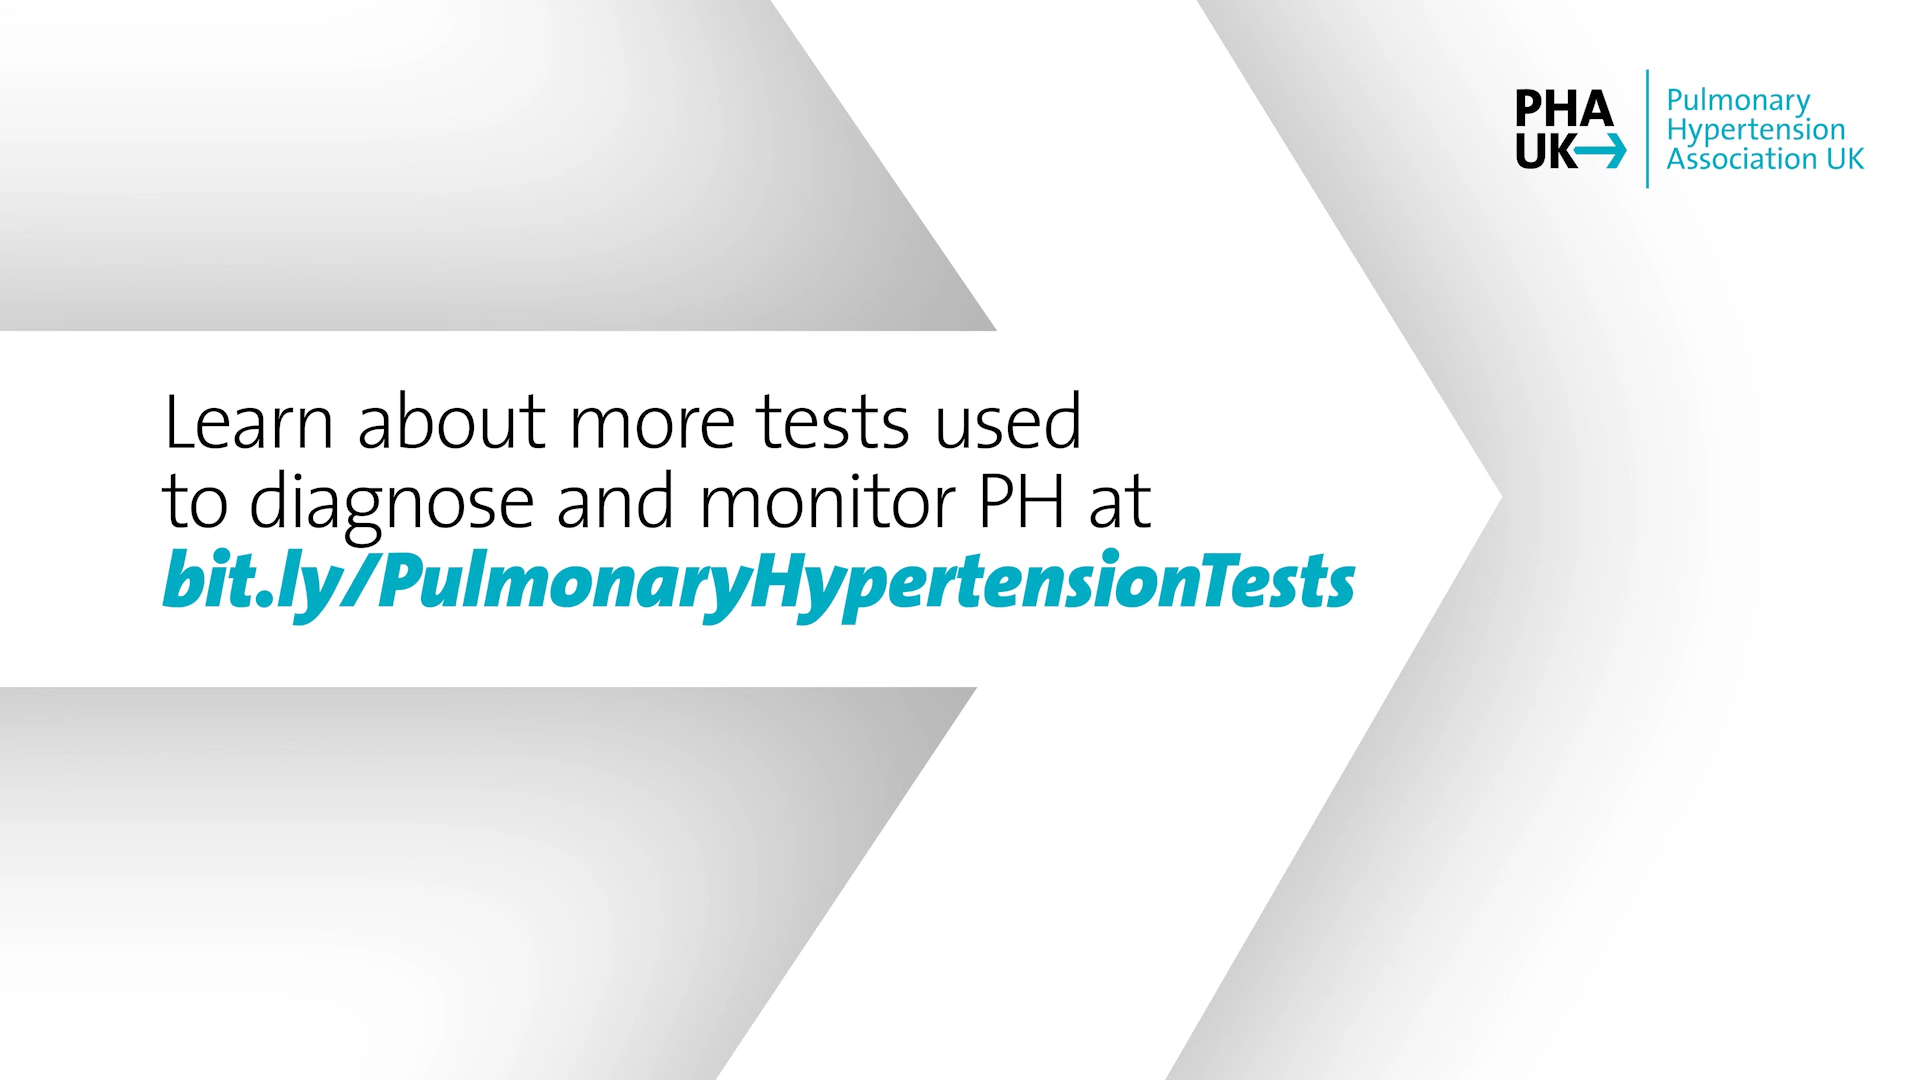 PHA
UK
Pulmonary
Hypertension
Association UK
Learn about more tests used
to diagnose and monitor PH at
bit.ly/PulmonaryHypertensionTests